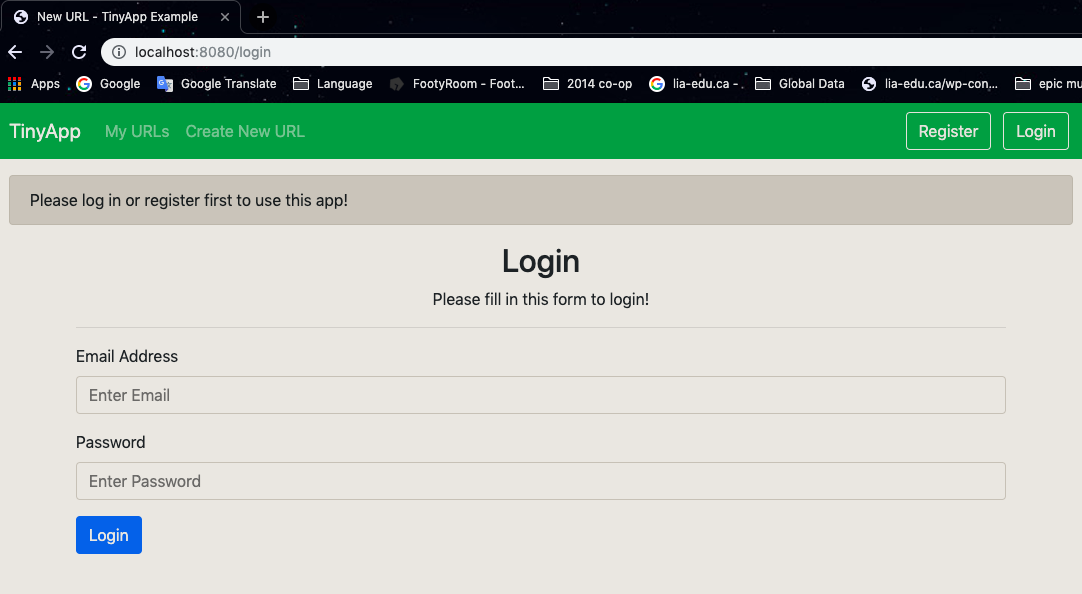 New URL - TinyApp Example
localhost:8080/login
Apps Google Google Translate Language FootyRoom - Foot... 2014 co-op lia-edu.ca - Global Data lia-edu.ca/wp-con... epic mu
TinyApp My URLs Create New URL Register Login
Please log in or register first to use this app!
Login
Please fill in this form to login!
Email Address
Enter Email
Password
Enter Password
Login